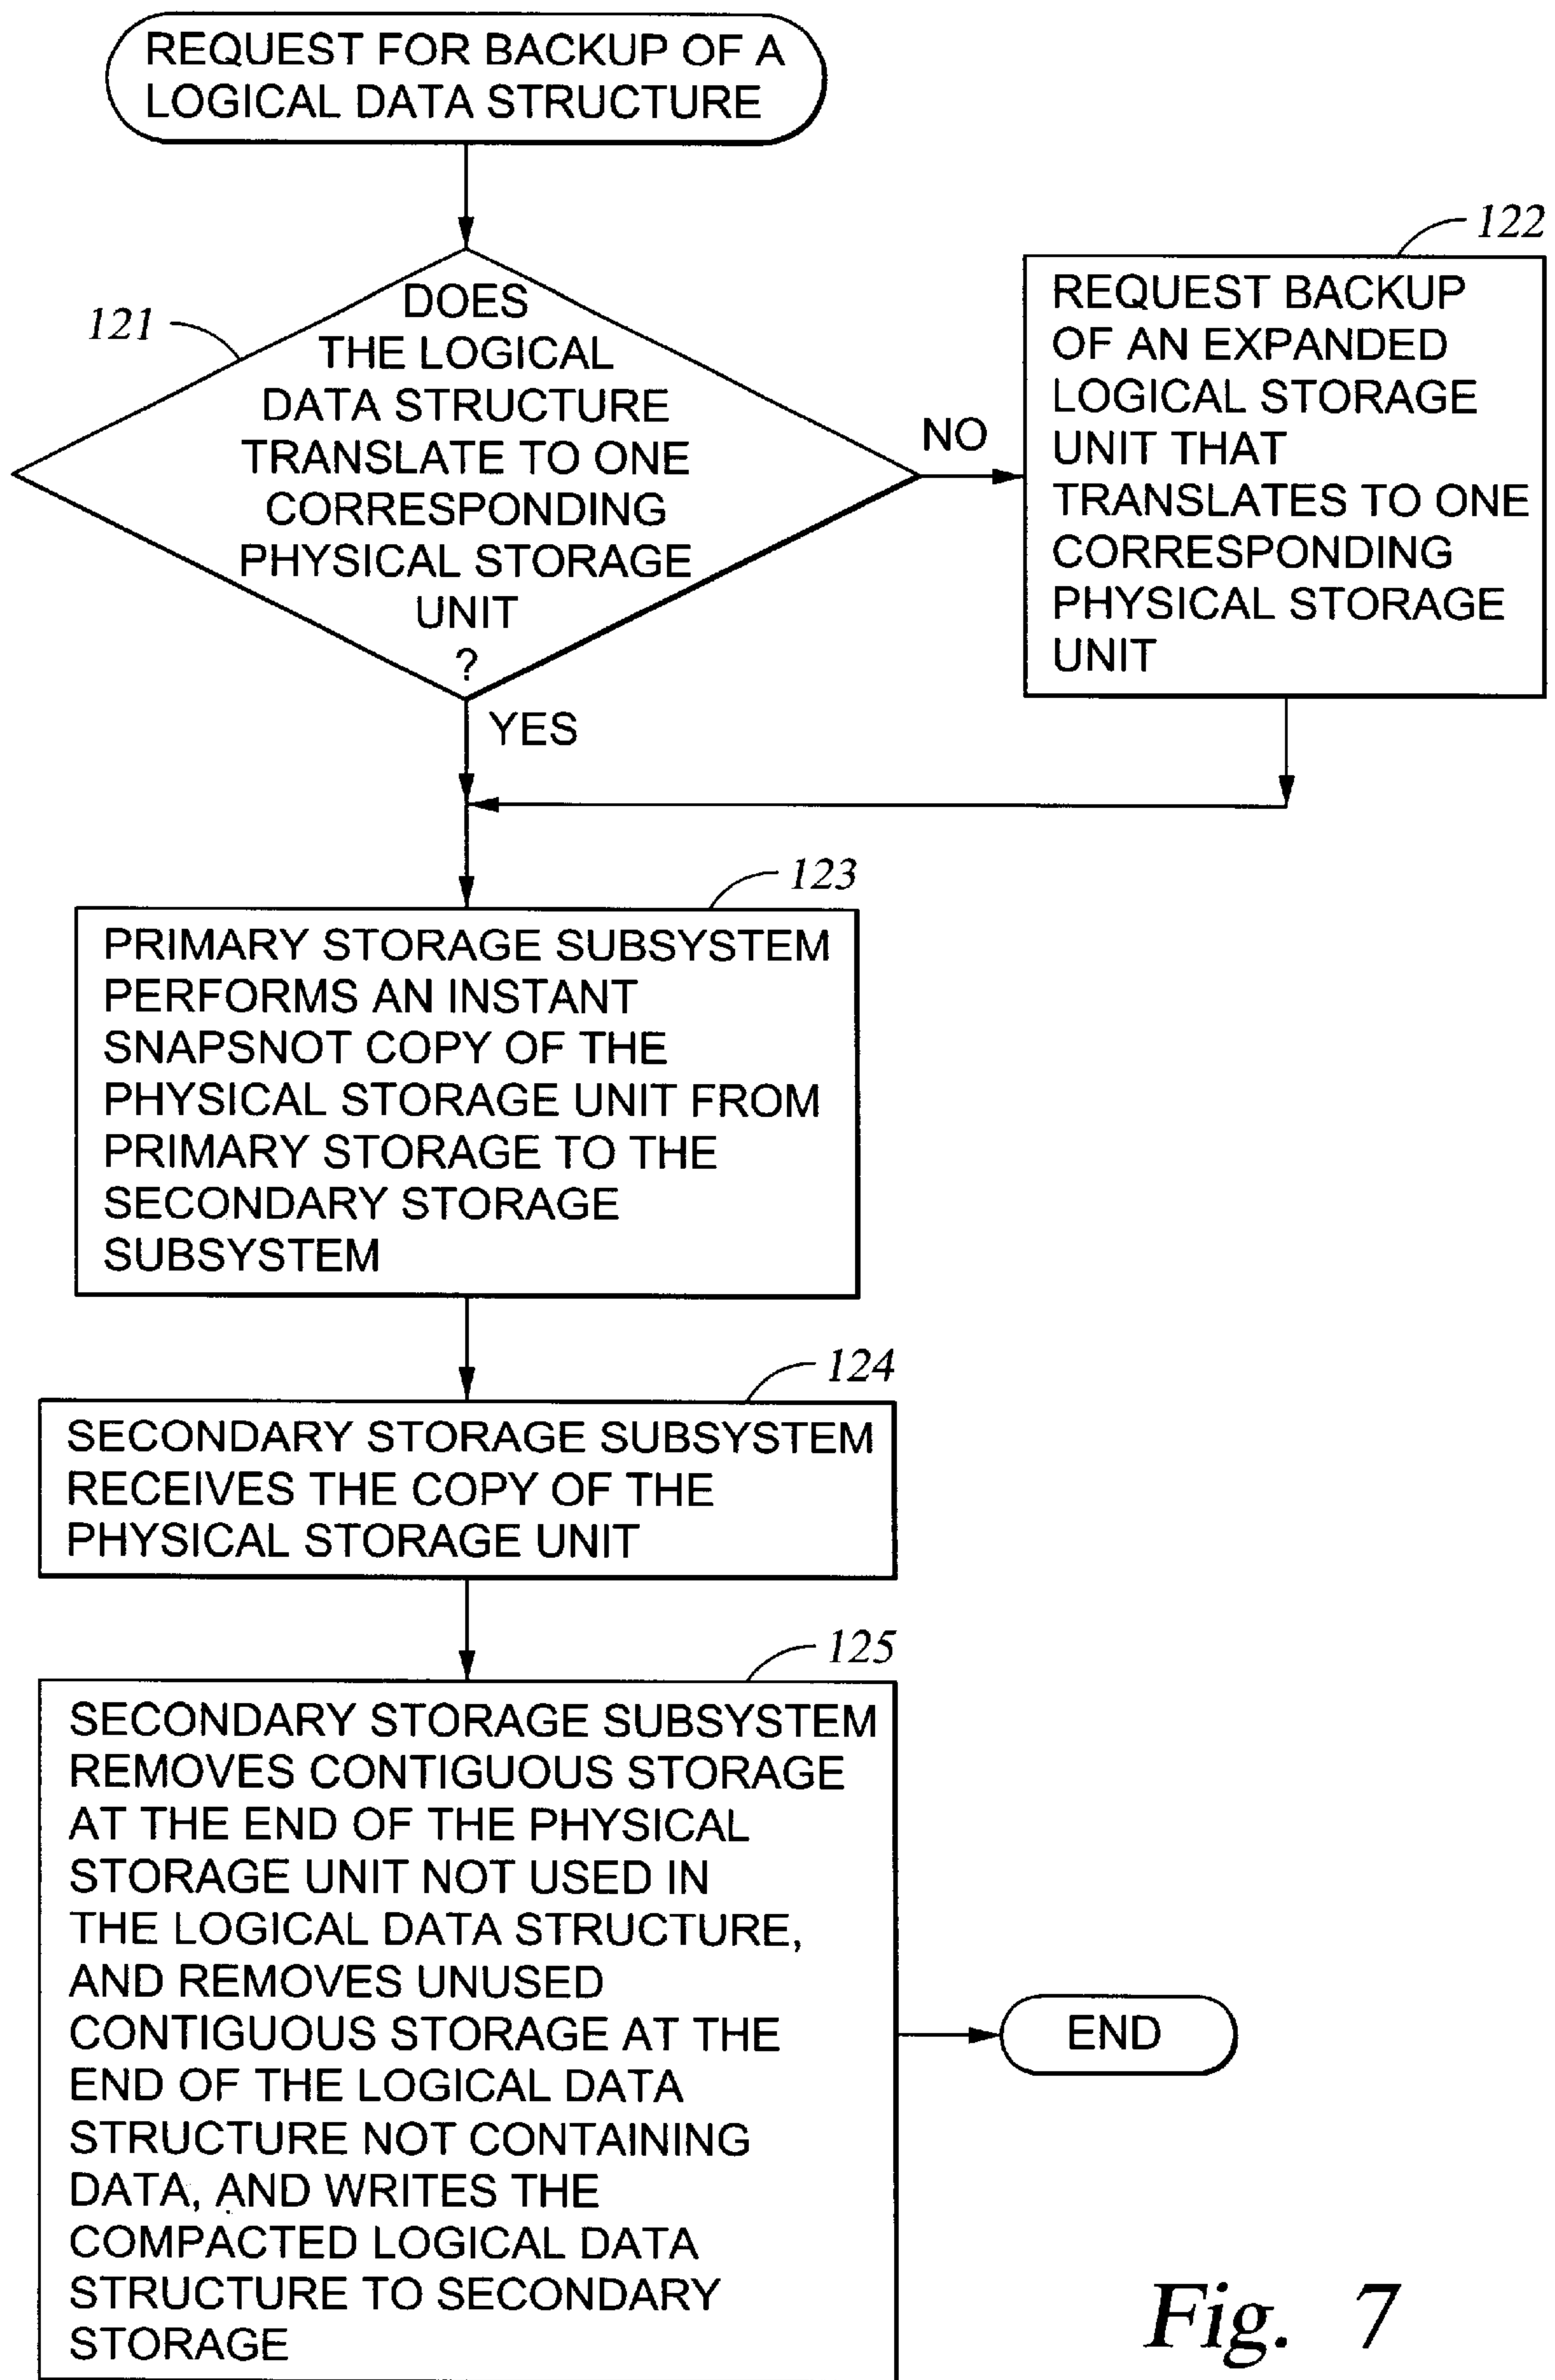 REQUEST FOR BACKUP OF A
LOGICAL DATA STRUCTURE
121
DOES
THE LOGICAL
DATA STRUCTURE
TRANSLATE TO ONE
CORRESPONDING
PHYSICAL STORAGE
UNIT
?
NO
YES
122
REQUEST BACKUP
OF AN EXPANDED
LOGICAL STORAGE
UNIT THAT
TRANSLATES TO ONE
CORRESPONDING
PHYSICAL STORAGE
UNIT
123
PRIMARY STORAGE SUBSYSTEM
PERFORMS AN INSTANT
SNAPSNOT COPY OF THE
PHYSICAL STORAGE UNIT FROM
PRIMARY STORAGE TO THE
SECONDARY STORAGE
SUBSYSTEM
124
SECONDARY STORAGE SUBSYSTEM
RECEIVES THE COPY OF THE
PHYSICAL STORAGE UNIT
125
SECONDARY STORAGE SUBSYSTEM
REMOVES CONTIGUOUS STORAGE
AT THE END OF THE PHYSICAL
STORAGE UNIT NOT USED IN
THE LOGICAL DATA STRUCTURE,
AND REMOVES UNUSED
CONTIGUOUS STORAGE AT THE
END OF THE LOGICAL DATA
STRUCTURE NOT CONTAINING
DATA, AND WRITES THE
COMPACTED LOGICAL DATA
STRUCTURE TO SECONDARY
STORAGE
END
Fig. 7